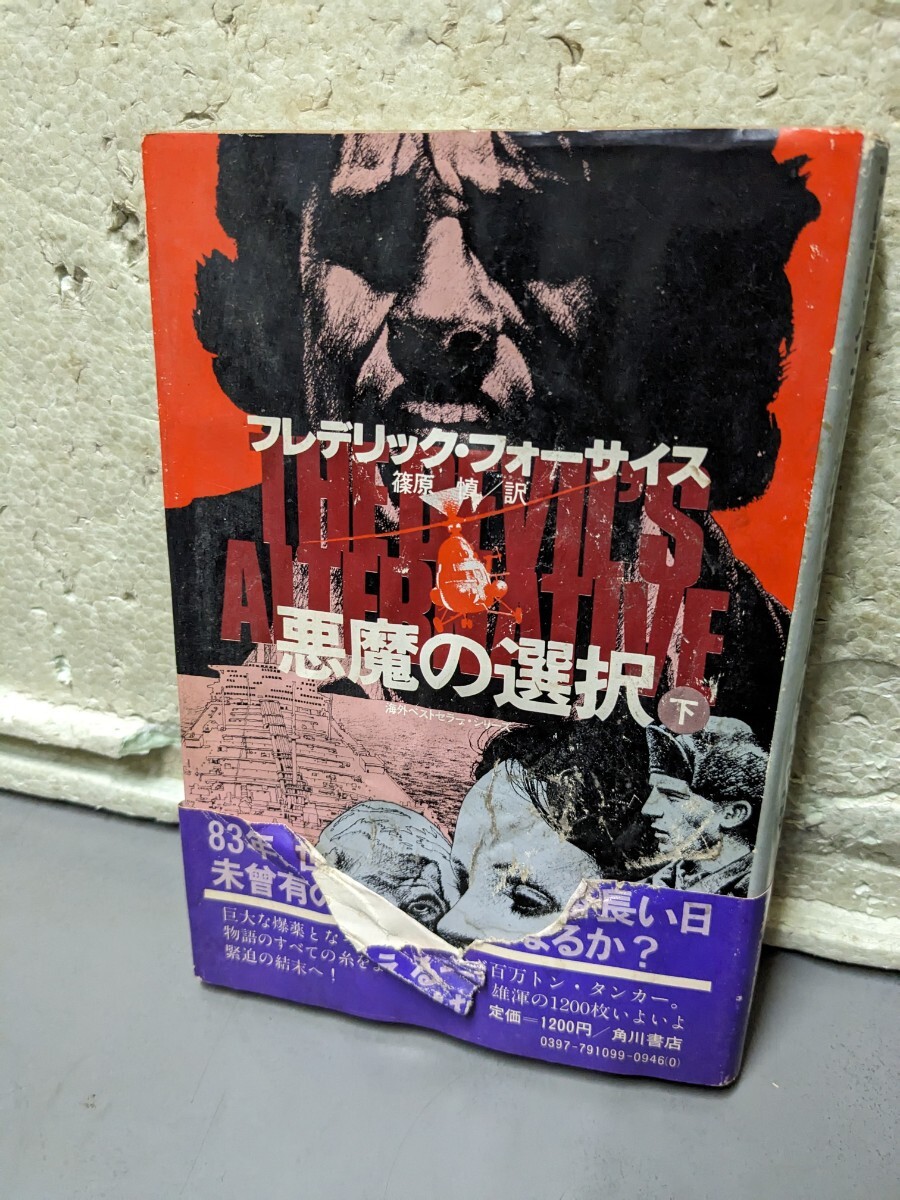 フレデリック・フォーサイス
篠原 慎／訳
THE DEVIL'S
ALTERNATIVE
悪魔の選択
下
海外ベストセラー・シリーズ
83年、
未曾有の
長い日
なるか？
巨大な爆薬とな
物語のすべての糸をよ
緊迫の結末へ！
える
百万トン・タンカー。
雄渾の1200枚いよいよ
定価＝1200円／角川書店
0397-791099-0946(0)